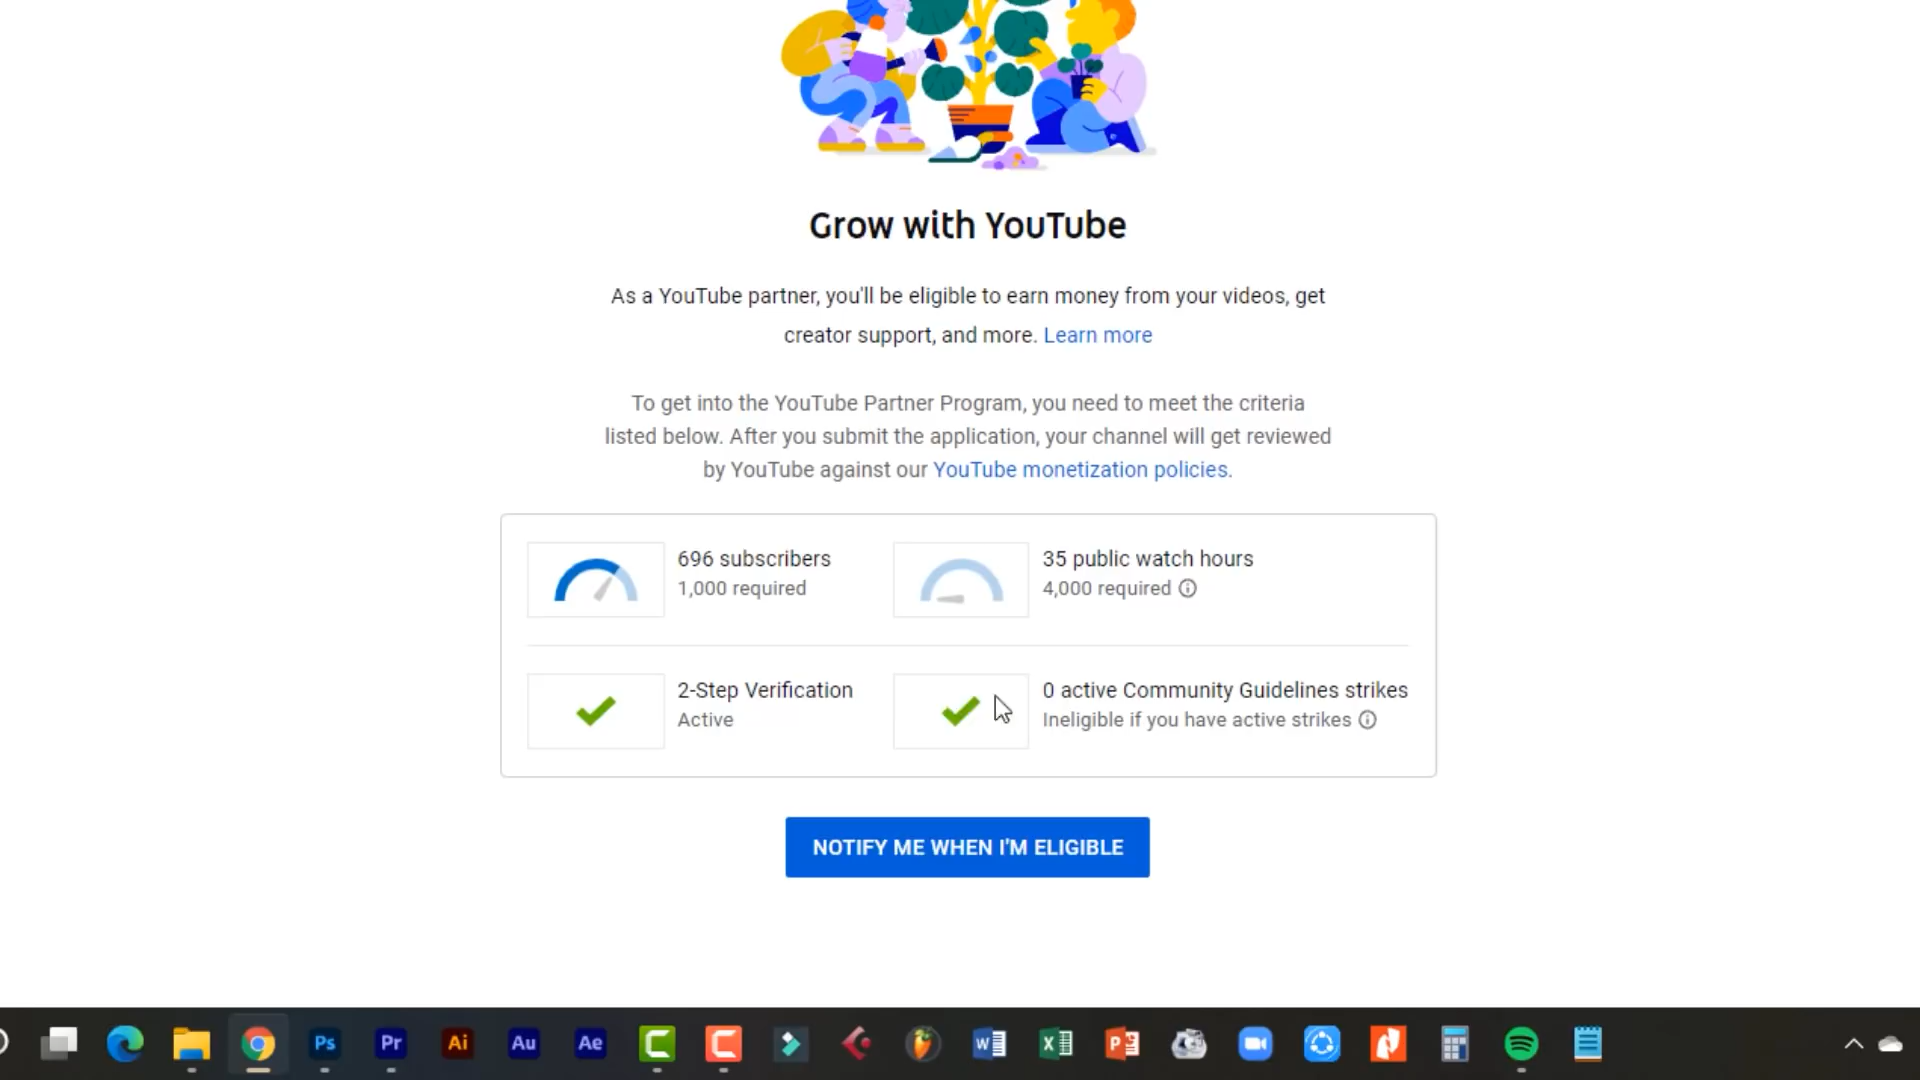 Grow with YouTube
As a YouTube partner, you'll be eligible to earn money from your videos, get
creator support, and more. Learn more
To get into the YouTube Partner Program, you need to meet the criteria
listed below. After you submit the application, your channel will get reviewed
by YouTube against our YouTube monetization policies.
696 subscribers
1,000 required
35 public watch hours
4,000 required
2-Step Verification
Active
0 active Community Guidelines strikes
Ineligible if you have active strikes
NOTIFY ME WHEN I'M ELIGIBLE
Ps Pr Ai Au Ae